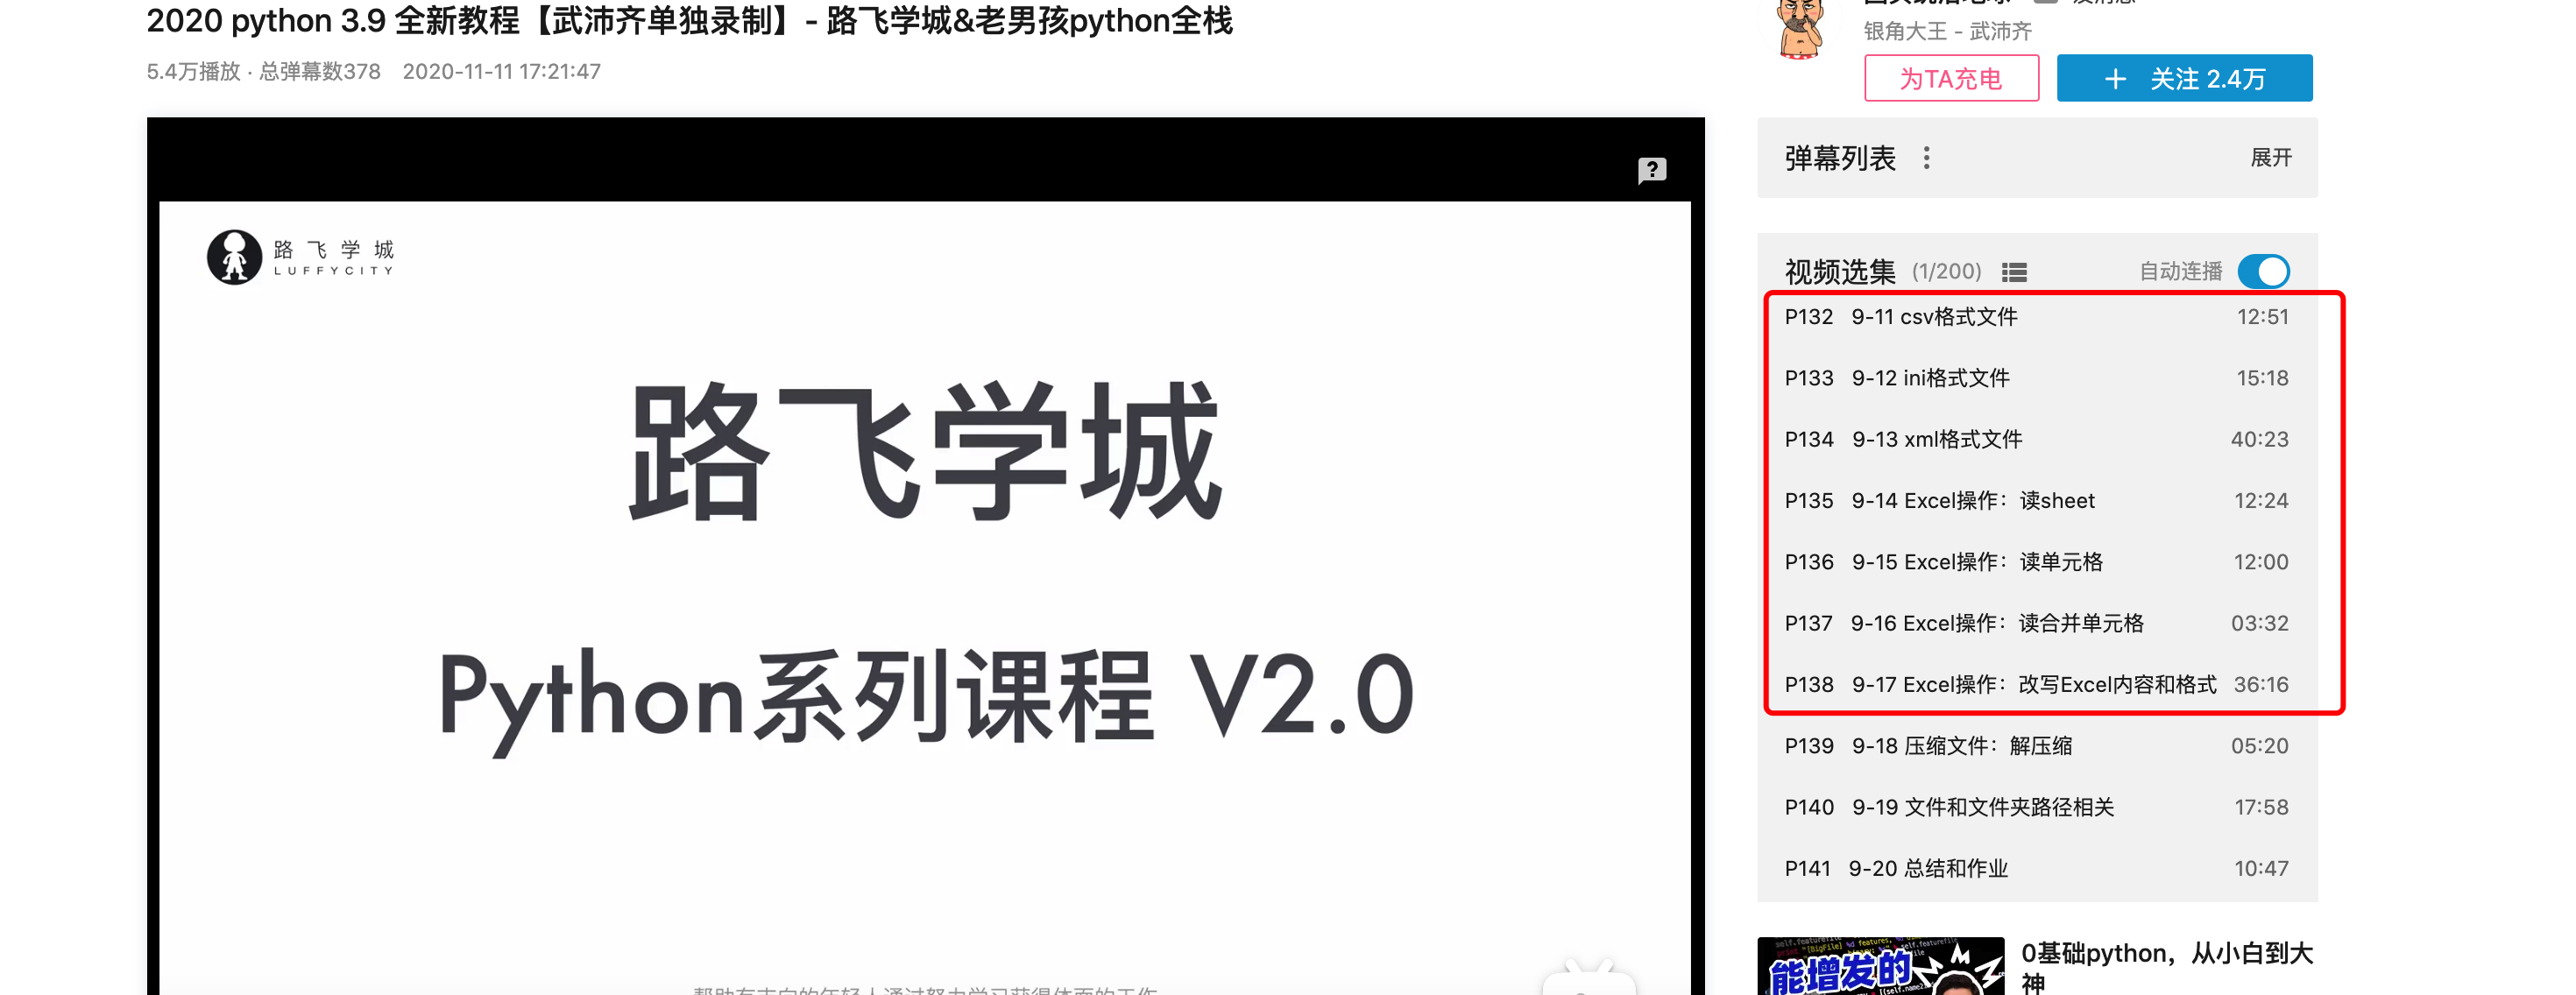 2020 python 3.9 全新教程【武沛齐单独录制】- 路飞学城&老男孩python全栈
5.4万播放 · 总弹幕数378 2020-11-11 17:21:47
银角大王 - 武沛齐
为TA充电
+ 关注 2.4万
弹幕列表
展开
路飞学城
LUFFYCITY
路飞学城
Python系列课程 V2.0
视频选集 (1/200) 自动连播
P132 9-11 csv格式文件 12:51
P133 9-12 ini格式文件 15:18
P134 9-13 xml格式文件 40:23
P135 9-14 Excel操作：读sheet 12:24
P136 9-15 Excel操作：读单元格 12:00
P137 9-16 Excel操作：读合并单元格 03:32
P138 9-17 Excel操作：改写Excel内容和格式 36:16
P139 9-18 压缩文件：解压缩 05:20
P140 9-19 文件和文件夹路径相关 17:58
P141 9-20 总结和作业 10:47
能增发的
0基础python，从小白到大
神